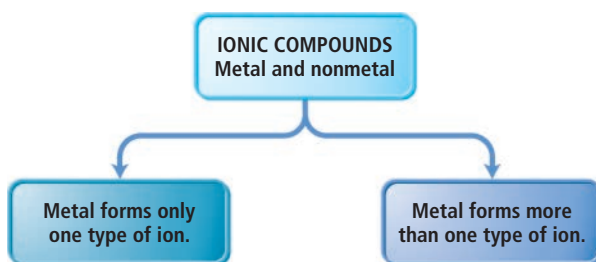 IONIC COMPOUNDS
Metal and nonmetal
Metal forms only
one type of ion.
Metal forms more
than one type of ion.